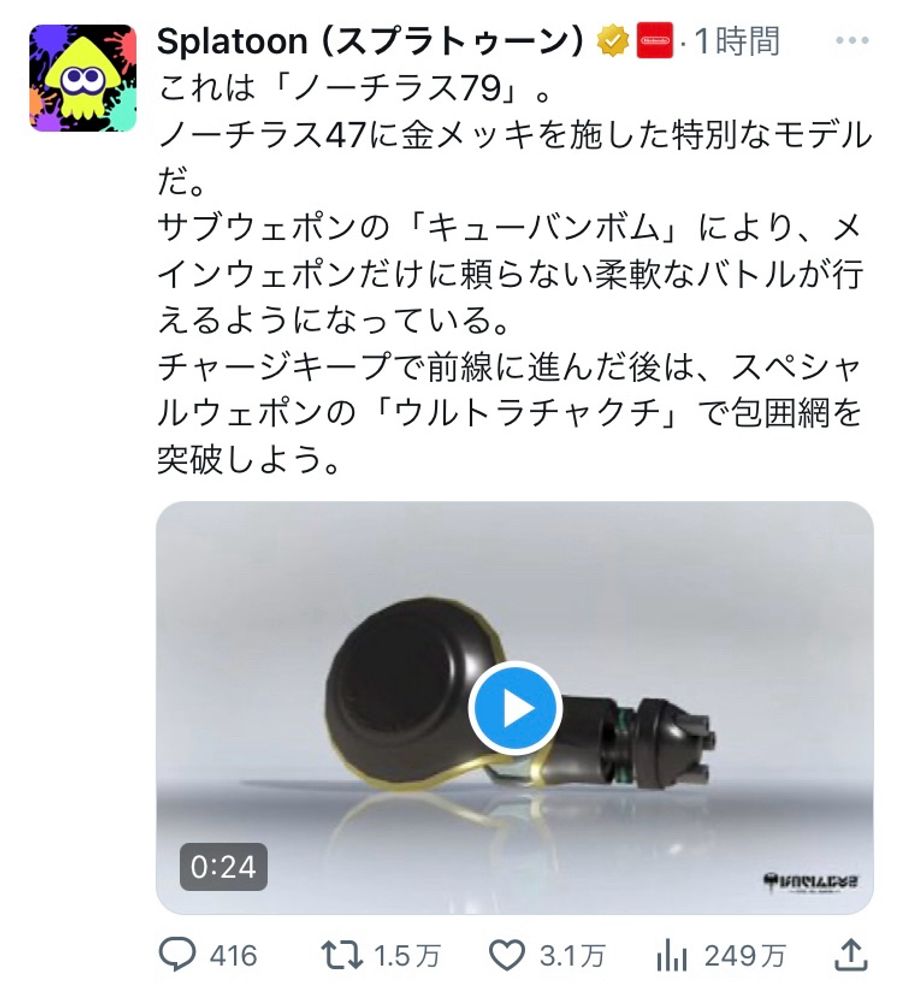 Splatoon (スプラトゥーン) Nintendo · 1時間
これは「ノーチラス79」。
ノーチラス47に金メッキを施した特別なモデル
だ。
サブウェポンの「キューバンボム」により、メ
インウェポンだけに頼らない柔軟なバトルが行
えるようになっている。
チャージキープで前線に進んだ後は、スペシャ
ルウェポンの「ウルトラチャクチ」で包囲網を
突破しよう。
0:24
416 1.5万 3.1万 249万